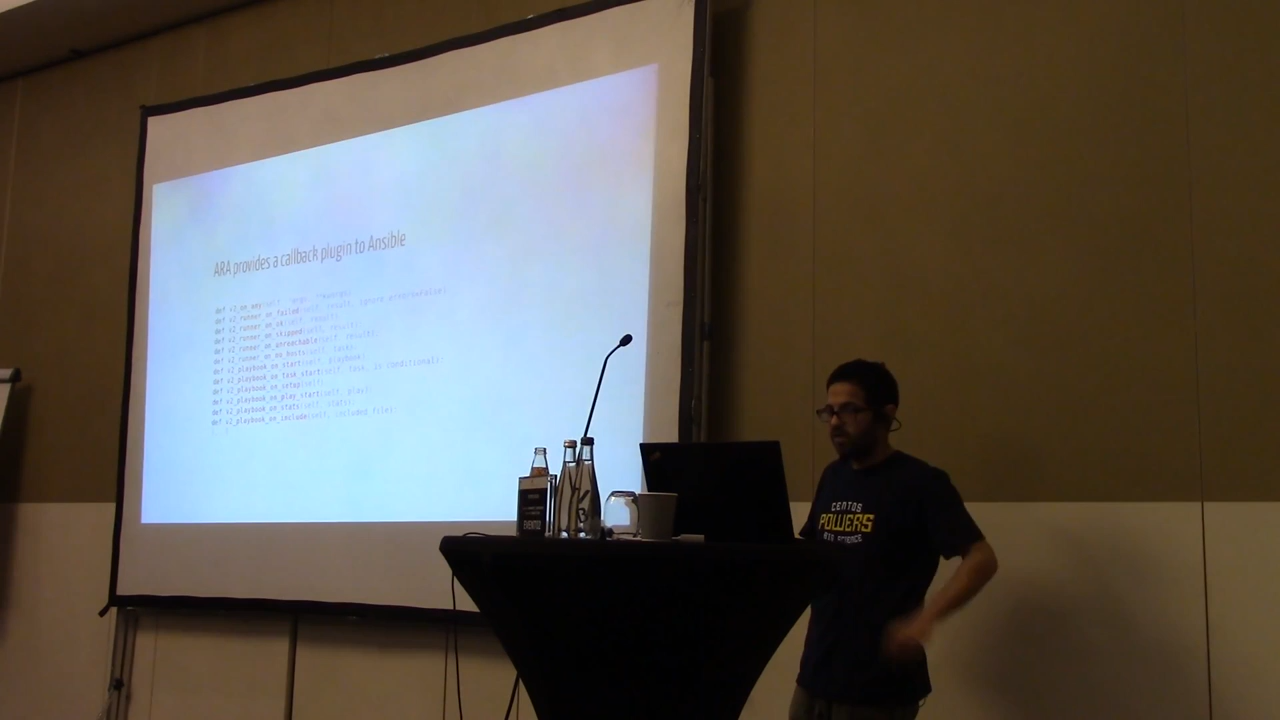 ARA provides a callback plugin to Ansible
def v2_on_any(self, *args, **kwargs):
def v2_runner_on_failed(self, result, ignore_errors=False):
def v2_runner_on_ok(self, result):
def v2_runner_on_skipped(self, result):
def v2_runner_on_unreachable(self, result):
def v2_runner_on_no_hosts(self, task):
def v2_playbook_on_start(self, playbook):
def v2_playbook_on_task_start(self, task, is_conditional):
def v2_playbook_on_setup(self):
def v2_playbook_on_play_start(self, play):
def v2_playbook_on_stats(self, stats):
def v2_playbook_on_include(self, included_file):
CENTOS
POWERS
BIG SCIENCE